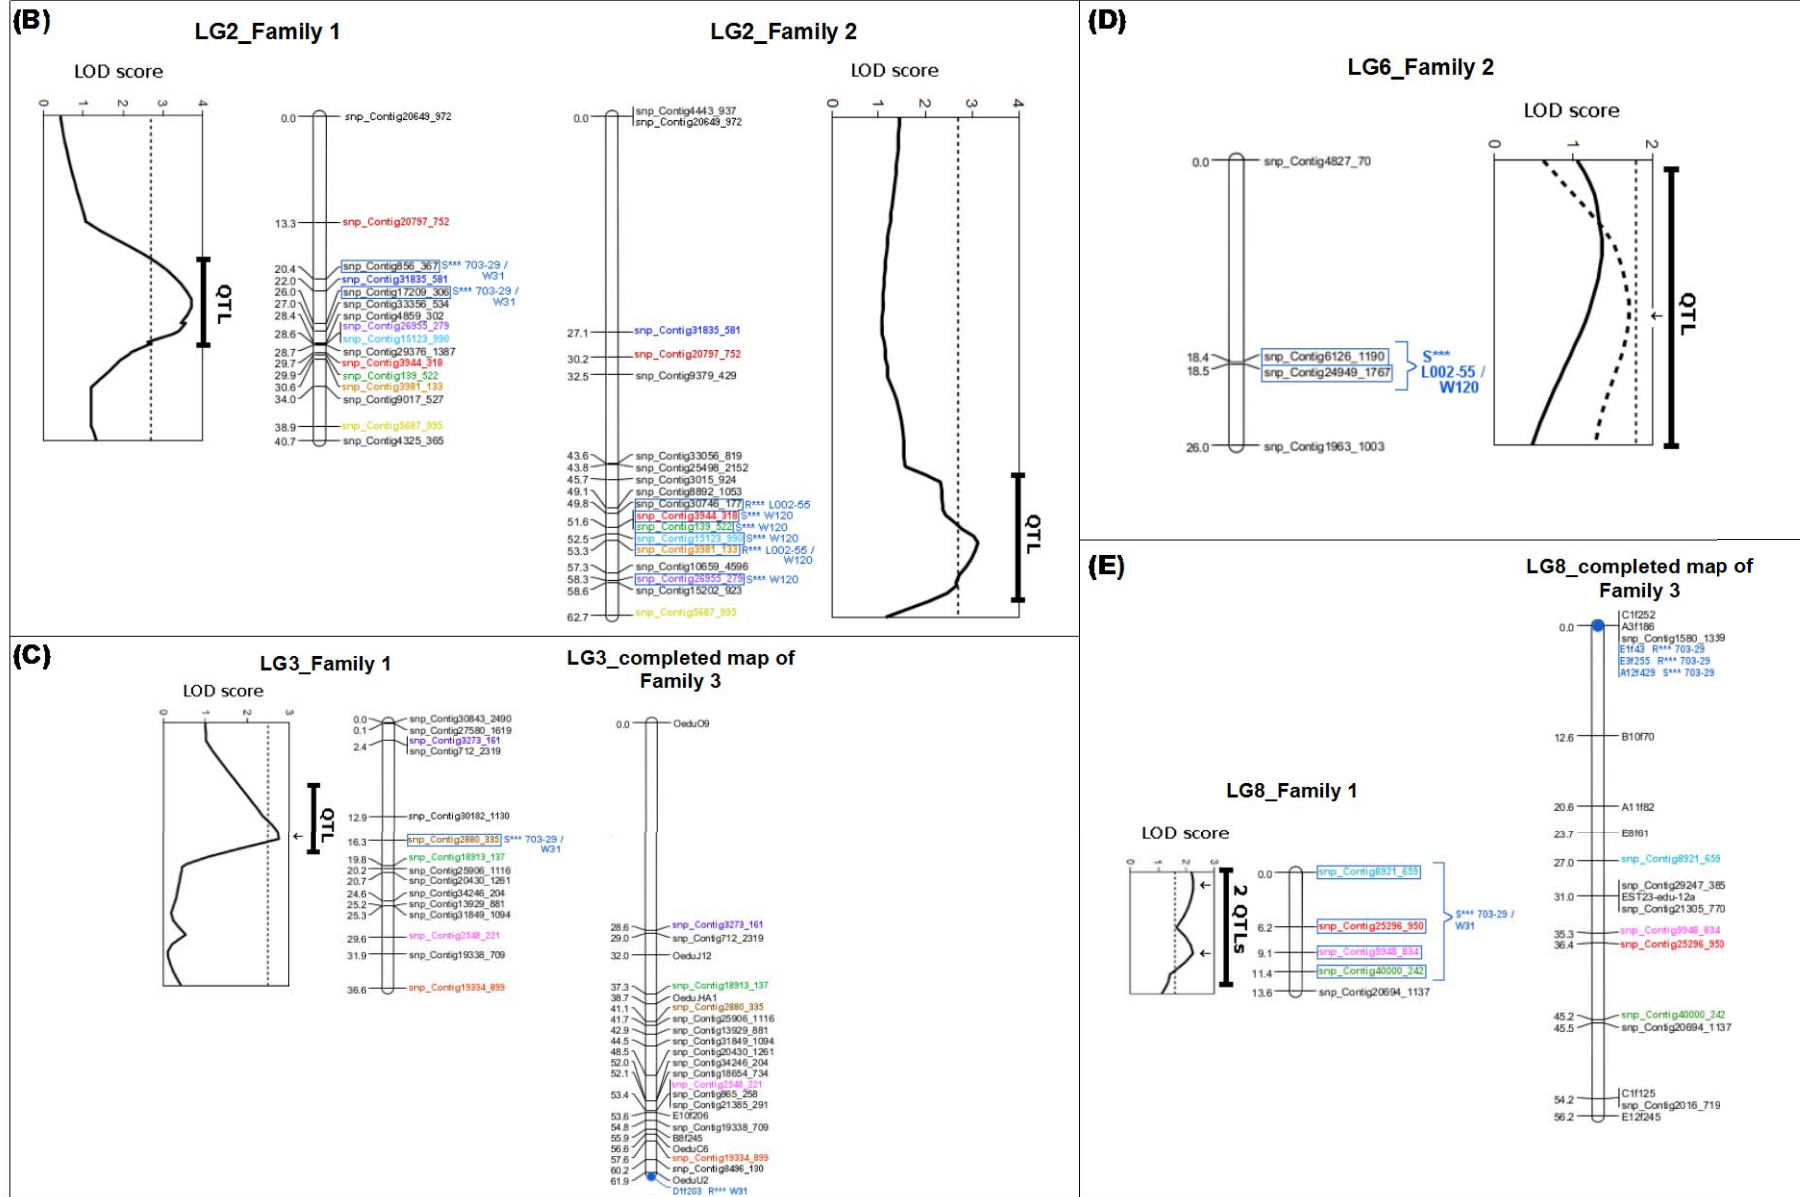 (B)
LG2_Family 1
LOD score
0 1 2 3 4
QTL
0.0 snp_Contig20649_972
13.3 snp_Contig20797_752
20.4 snp_Contig856_367 S*** 703-29 /
W31
22.0 snp_Contig31835_581
26.0 snp_Contig17209_306 S*** 703-29 /
W31
27.0 snp_Contig33356_534
28.4 snp_Contig4859_302
snp_Contig26955_279
28.6 snp_Contig15123_990
28.7 snp_Contig29376_1387
29.7 snp_Contig3944_318
29.9 snp_Contig139_522
30.6 snp_Contig3981_133
34.0 snp_Contig9017_527
38.9 snp_Contig5687_995
40.7 snp_Contig4325_365
LG2_Family 2
LOD score
0 1 2 3 4
snp_Contig4443_937
0.0 snp_Contig20649_972
27.1 snp_Contig31835_581
30.2 snp_Contig20797_752
32.5 snp_Contig9379_429
43.6 snp_Contig33056_819
43.8 snp_Contig25498_2152
45.7 snp_Contig3015_924
49.1 snp_Contig8892_1053
49.8 snp_Contig30746_177 R*** L002-55
snp_Contig3944_318 S*** W120
51.6 snp_Contig139_522 S*** W120
52.5 snp_Contig15123_990 S*** W120
53.3 snp_Contig3981_133 R*** L002-55 /
W120
57.3 snp_Contig10659_4596
58.3 snp_Contig26955_279 S*** W120
58.6 snp_Contig15202_923
62.7 snp_Contig5687_995
QTL
(C)
LG3_Family 1
LOD score
0 1 2 3
QTL
0.0 snp_Contig30843_2490
0.1 snp_Contig27580_1619
2.4 snp_Contig3273_161
snp_Contig712_2319
12.9 snp_Contig30182_1130
16.3 snp_Contig2880_335 S*** 703-29 /
W31
19.8 snp_Contig18913_137
20.2 snp_Contig25906_1116
20.7 snp_Contig20430_1261
24.6 snp_Contig34246_204
25.2 snp_Contig13929_881
25.3 snp_Contig31849_1094
29.6 snp_Contig2548_221
31.9 snp_Contig19338_709
36.6 snp_Contig19334_899
LG3_completed map of
Family 3
0.0 OeduO9
28.6 snp_Contig3273_161
29.0 snp_Contig712_2319
32.0 OeduJ12
37.3 snp_Contig18913_137
38.7 Oedu.HA1
41.1 snp_Contig2880_335
41.7 snp_Contig25906_1116
42.9 snp_Contig13929_881
44.5 snp_Contig31849_1094
48.5 snp_Contig20430_1261
52.0 snp_Contig34246_204
52.1 snp_Contig18654_734
snp_Contig2548_221
53.4 snp_Contig865_258
snp_Contig21385_291
53.6 E10f206
54.8 snp_Contig19338_709
55.9 B8f245
56.6 OeduC6
57.6 snp_Contig19334_899
60.2 snp_Contig8496_130
61.9 OeduU2
D1f203 R*** W31
(D)
LG6_Family 2
LOD score
0 1 2
0.0 snp_Contig4827_70
18.4 snp_Contig6126_1190
18.5 snp_Contig24949_1767
S***
L002-55 /
W120
26.0 snp_Contig1963_1003
QTL
(E)
LG8_Family 1
LOD score
0 1 2 3
2 QTLs
0.0 snp_Contig8921_659
6.2 snp_Contig25296_950
9.1 snp_Contig9948_834
11.4 snp_Contig40000_242
13.6 snp_Contig20694_1137
S*** 703-29 /
W31
LG8_completed map of
Family 3
C1f252
0.0 A3f186
snp_Contig1580_1339
E1f43 R*** 703-29
E3f255 R*** 703-29
A12f429 S*** 703-29
12.6 B10f70
20.6 A11f82
23.7 E8f61
27.0 snp_Contig8921_659
snp_Contig29247_385
31.0 EST23-edu-12a
snp_Contig21305_770
35.3 snp_Contig9948_834
36.4 snp_Contig25296_950
45.2 snp_Contig40000_242
45.5 snp_Contig20694_1137
54.2 C1f125
snp_Contig2016_719
56.2 E12f245